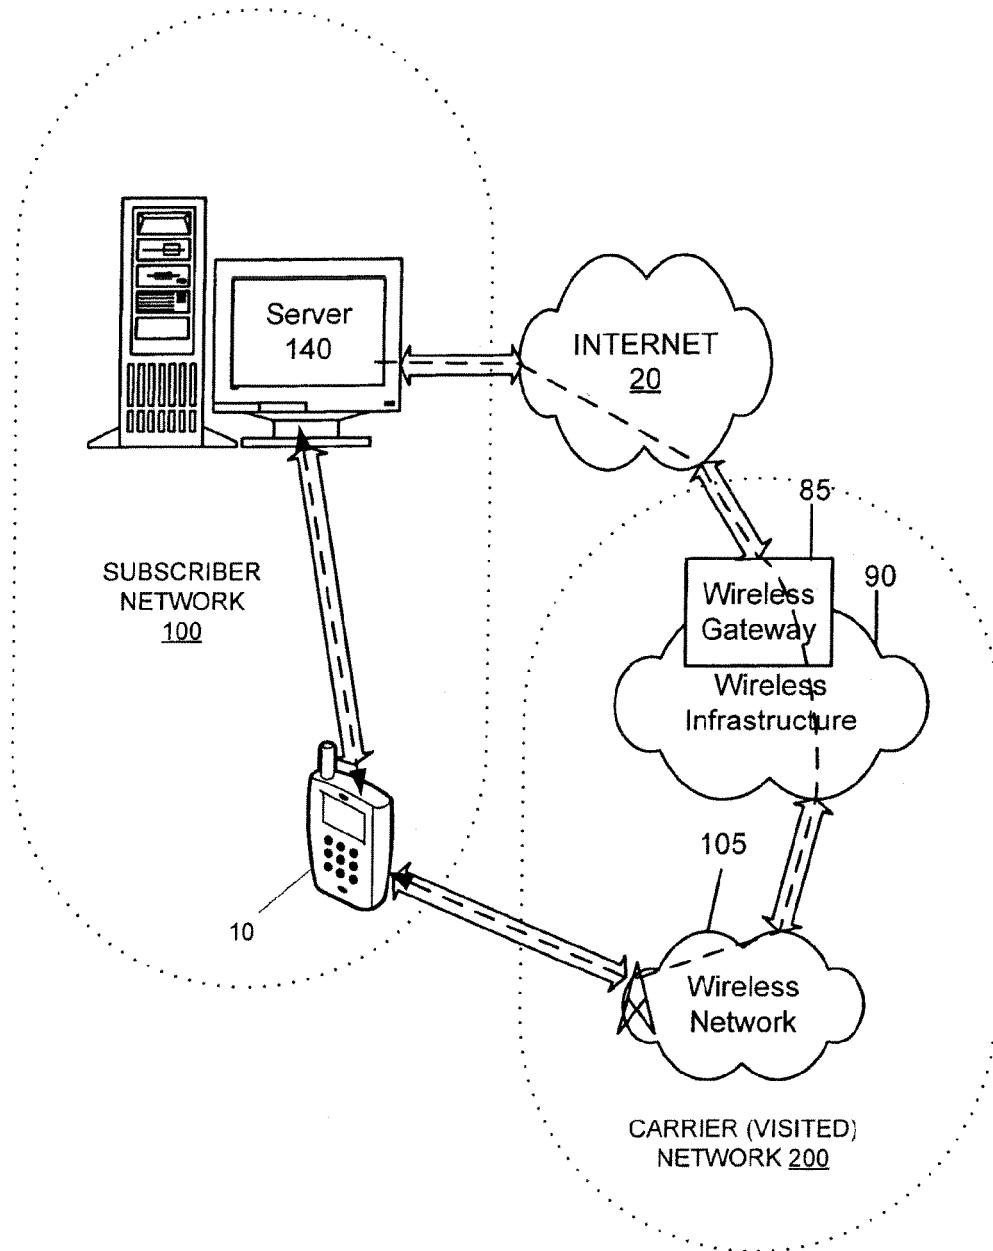 Server
140
INTERNET
20
85
SUBSCRIBER
NETWORK
100
90
Wireless
Gateway
Wireless
Infrastructure
105
10
Wireless
Network
CARRIER (VISITED)
NETWORK 200